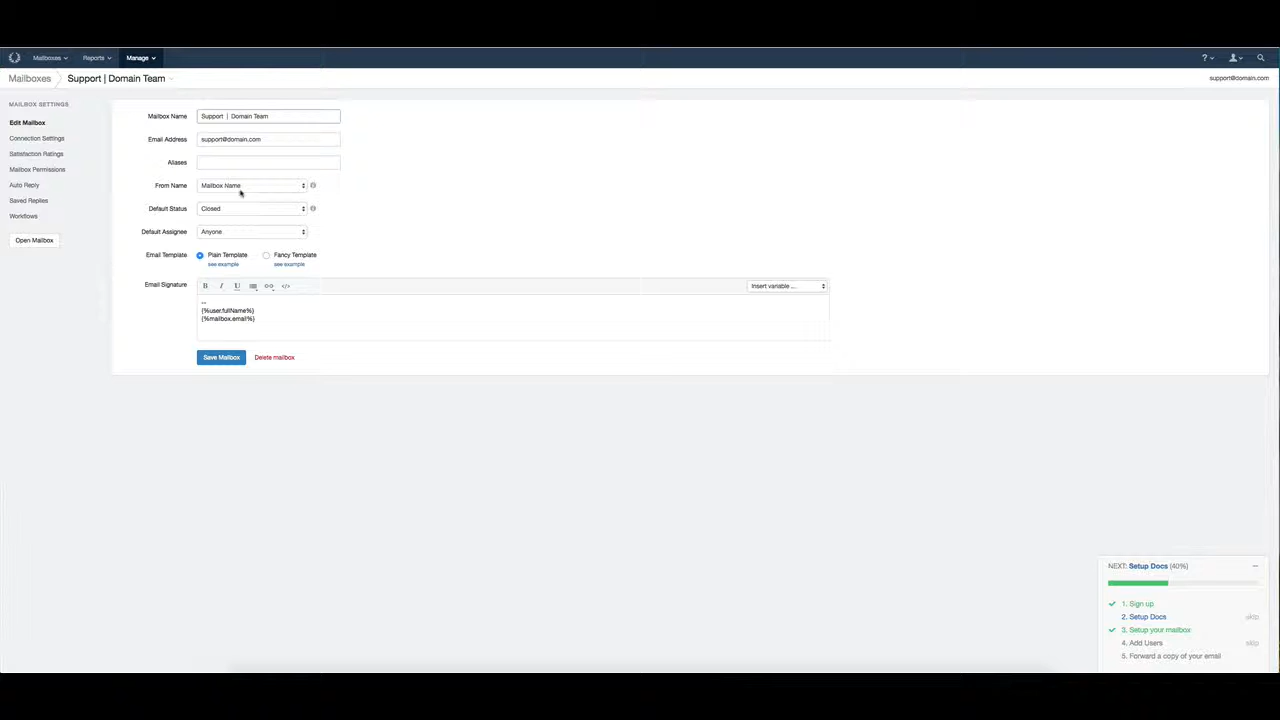 Mailboxes Reports Manage ?
Mailboxes Support | Domain Team support@domain.com
MAILBOX SETTINGS
Edit Mailbox
Connection Settings
Satisfaction Ratings
Mailbox Permissions
Auto Reply
Saved Replies
Workflows
Open Mailbox
Mailbox Name Support | Domain Team
Email Address support@domain.com
Aliases
From Name Mailbox Name
Default Status Closed
Default Assignee Anyone
Email Template Plain Template Fancy Template
see example see example
Email Signature B I U </> Insert variable ...
--
{%user.fullName%}
{%mailbox.email%}
Save Mailbox Delete mailbox
NEXT: Setup Docs (40%) –
1. Sign up
2. Setup Docs skip
3. Setup your mailbox
4. Add Users skip
5. Forward a copy of your email